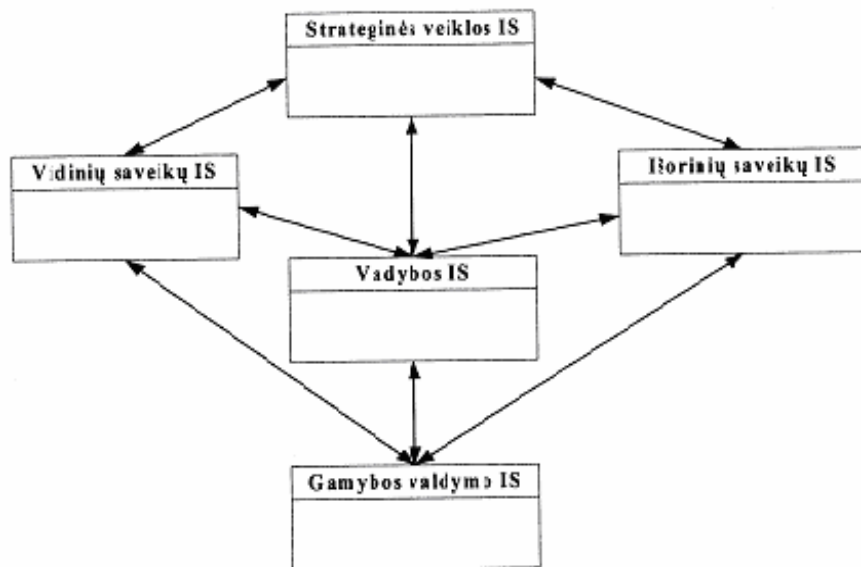 Strateginės veiklos IS
Vidinių saveikų IS
Išorinių saveikų IS
Vadybos IS
Gamybos valdymo IS